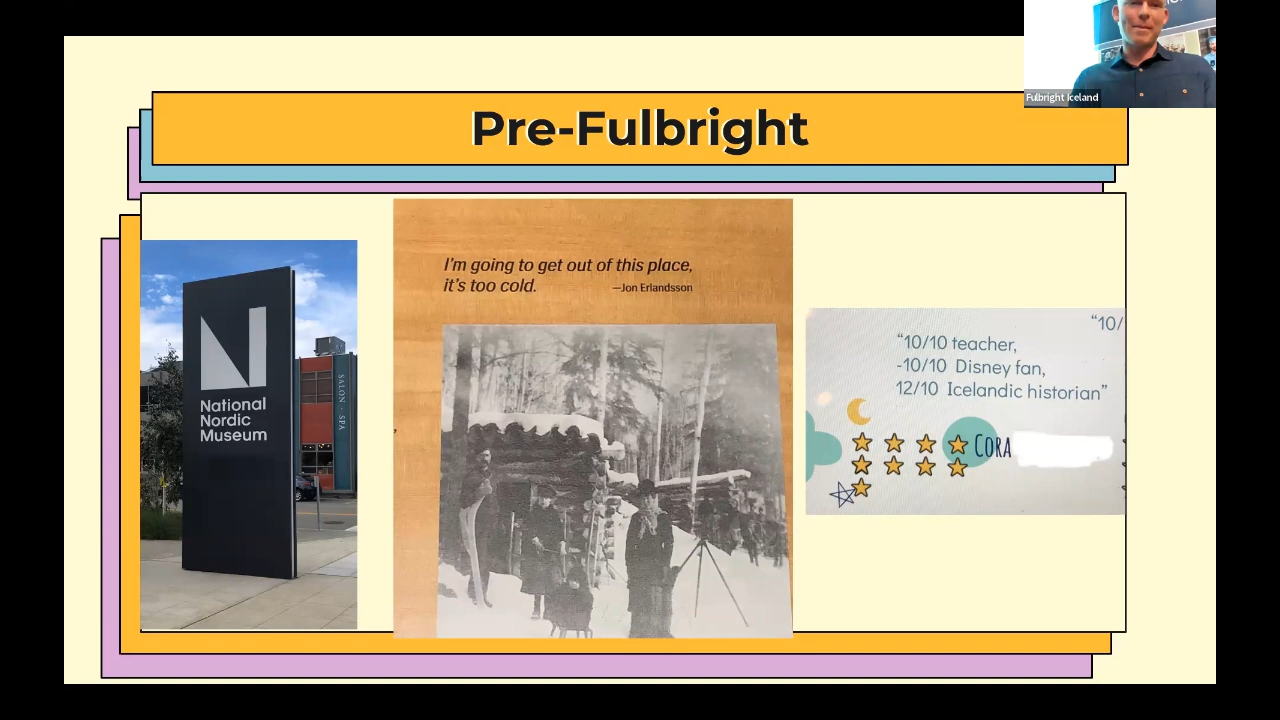 Fulbright Iceland
Pre-Fulbright
National
Nordic
Museum
SALON · SPA
I'm going to get out of this place,
it's too cold.
—Jon Erlandsson
"10/
"10/10 teacher,
-10/10 Disney fan,
12/10 Icelandic historian"
CORA